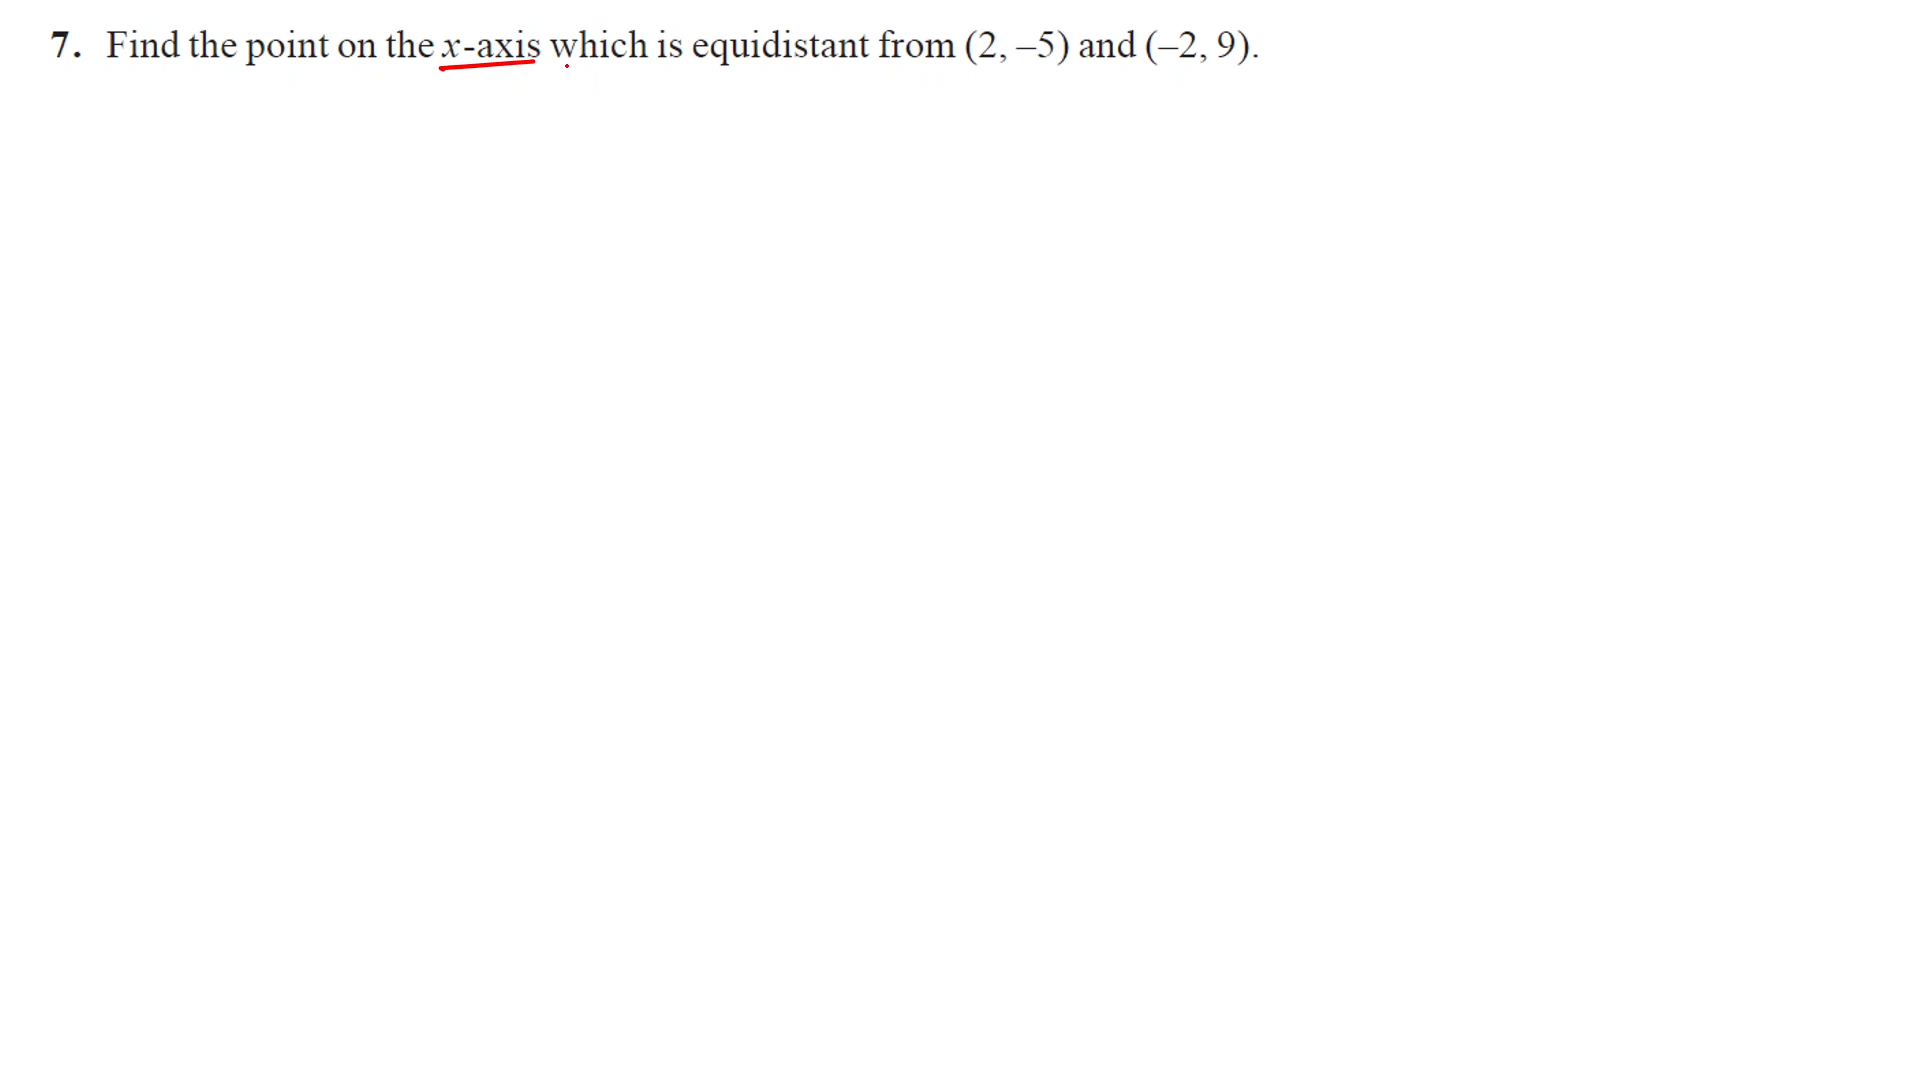 7. Find the point on the x-axis which is equidistant from (2, –5) and (–2, 9).